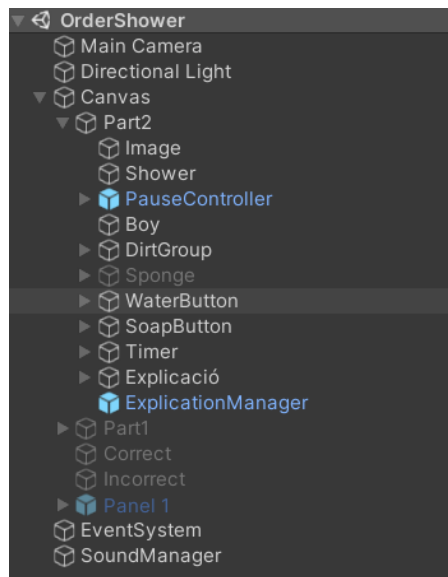 OrderShower
Main Camera
Directional Light
Canvas
Part2
Image
Shower
PauseController
Boy
DirtGroup
Sponge
WaterButton
SoapButton
Timer
Explicació
ExplicationManager
Part1
Correct
Incorrect
Panel 1
EventSystem
SoundManager